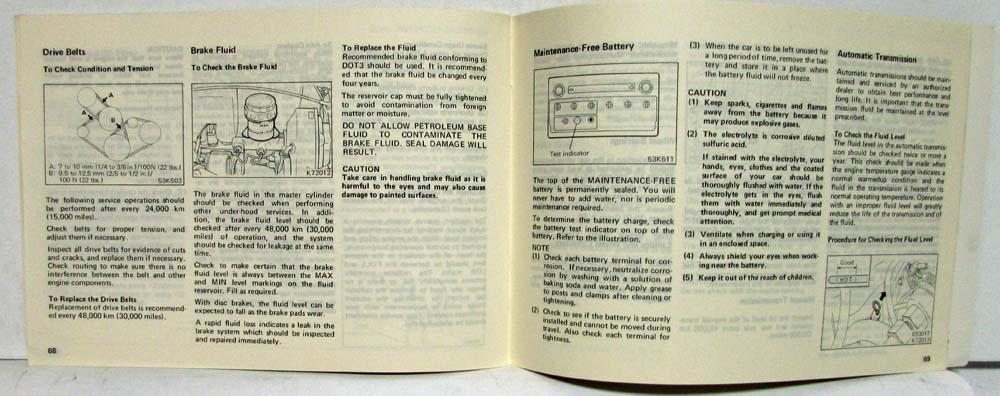 Drive Belts
To Check Condition and Tension
A
A
B
A: 7 to 10 mm (1/4 to 3/8 in.)/100N (22 lbs.)
B: 9.5 to 12.5 mm (2/5 to 1/2 in.)/
100 N (22 lbs.)
53K503
The following service operations should
be performed after every 24,000 km
(15,000 miles).
Check belts for proper tension, and
adjust them if necessary.
Inspect all drive belts for evidence of cuts
and cracks, and replace them if necessary.
Check routing to make sure there is no
interference between the belt and other
engine components.
To Replace the Drive Belts
Replacement of drive belts is recommend-
ed every 48,000 km (30,000 miles).
68
Brake Fluid
To Check the Brake Fluid
K72012
The brake fluid in the master cylinder
should be checked when performing
other under-hood services. In addi-
tion, the brake fluid level should be
checked after every 48,000 km (30,000
miles) of operation, and the system
should be checked for leakage at the same
time.
Check to make certain that the brake
fluid level is always between the MAX
and MIN level markings on the fluid
reservoir. Fill as required.
With disc brakes, the fluid level can be
expected to fall as the brake pads wear.
A rapid fluid loss indicates a leak in the
brake system which should be inspected
and repaired immediately.
To Replace the Fluid
Recommended brake fluid conforming to
DOT3 should be used. It is recommend-
ed that the brake fluid be changed every
four years.
The reservoir cap must be fully tightened
to avoid contamination from foreign
matter or moisture.
DO NOT ALLOW PETROLEUM BASE
FLUID TO CONTAMINATE THE
BRAKE FLUID. SEAL DAMAGE WILL
RESULT.
CAUTION
Take care in handling brake fluid as it is
harmful to the eyes and may also cause
damage to painted surfaces.
Maintenance-Free Battery
Test indicator
53K511
The top of the MAINTENANCE-FREE
battery is permanently sealed. You will
never have to add water, nor is periodic
maintenance required.
To determine the battery charge, check
the battery test indicator on top of the
battery. Refer to the illustration.
NOTE
(1) Check each battery terminal for cor-
rosion. If necessary, neutralize corro-
sion by washing with a solution of
baking soda and water. Apply grease
to posts and clamps after cleaning or
tightening.
(2) Check to see if the battery is securely
installed and cannot be moved during
travel. Also check each terminal for
tightness.
(3) When the car is to be left unused for
a long period of time, remove the bat-
tery and store it in a place where
the battery fluid will not freeze.
CAUTION
(1) Keep sparks, cigarettes and flames
away from the battery because it
may produce explosive gases.
(2) The electrolyte is corrosive diluted
sulfuric acid.
If stained with the electrolyte, your
hands, eyes, clothes and the coated
surface of your car should be
thoroughly flushed with water. If the
electrolyte gets in the eyes, flush
them with water immediately and
thoroughly, and get prompt medical
attention.
(3) Ventilate when charging or using it
in an enclosed space.
(4) Always shield your eyes when work-
ing near the battery.
(5) Keep it out of the reach of children.
Automatic Transmission
Automatic transmissions should be main-
tained and serviced by an authorized
dealer to obtain best performance and
long life. It is important that the trans-
mission fluid be maintained at the level
prescribed.
To Check the Fluid Level
The fluid level in the automatic transmis-
sion should be checked twice or more a
year. This check should be made when
the engine temperature gauge indicates a
normal warmedup condition and the
fluid in the transmission is heated to its
normal operating temperature. Operation
with an improper fluid level will greatly
reduce the life of the transmission and of
the fluid.
Procedure for Checking the Fluid Level
Good
HOT
K72013
69